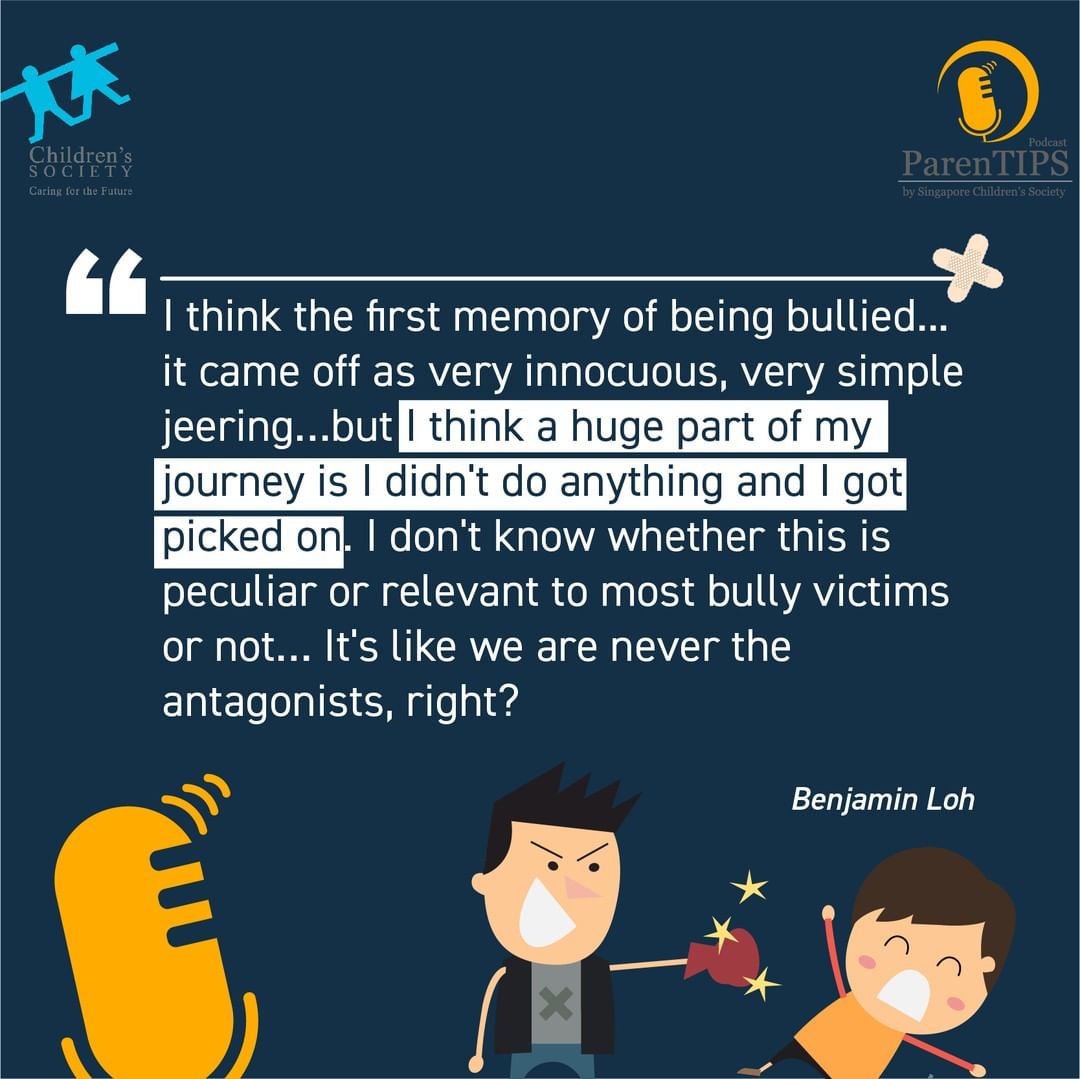 Children's
SOCIETY
Caring for the Future
Podcast
ParenTIPS
by Singapore Children's Society
“
I think the first memory of being bullied...
it came off as very innocuous, very simple
jeering...but I think a huge part of my
journey is I didn't do anything and I got
picked on. I don't know whether this is
peculiar or relevant to most bully victims
or not... It's like we are never the
antagonists, right?
Benjamin Loh